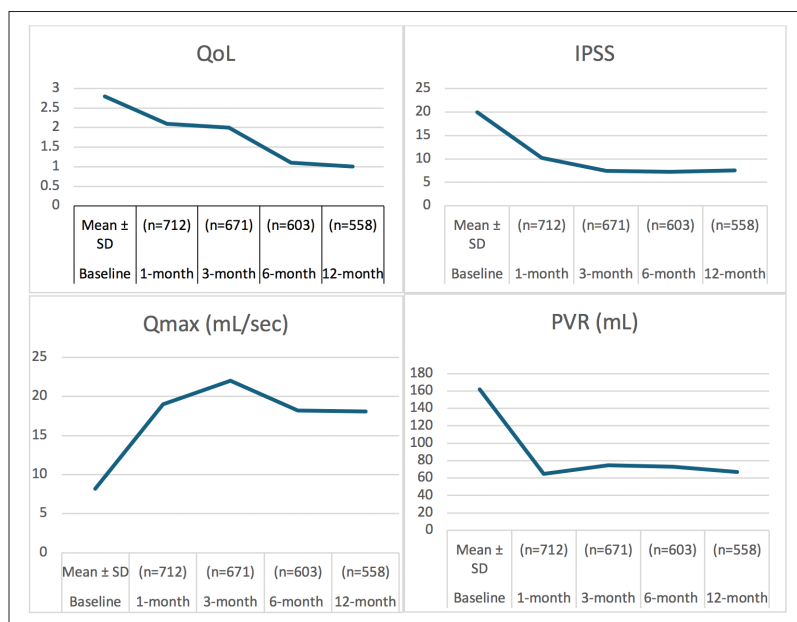 QoL
3
2.5
2
1.5
1
0.5
0
Mean ± (n=712) (n=671) (n=603) (n=558)
SD
Baseline 1-month 3-month 6-month 12-month
IPSS
25
20
15
10
5
0
Mean ± (n=712) (n=671) (n=603) (n=558)
SD
Baseline 1-month 3-month 6-month 12-month
Qmax (mL/sec)
25
20
15
10
5
0
Mean ± SD (n=712) (n=671) (n=603) (n=558)
Baseline 1-month 3-month 6-month 12-month
PVR (mL)
180
160
140
120
100
80
60
40
20
0
Mean ± (n=712) (n=671) (n=603) (n=558)
SD
Baseline 1-month 3-month 6-month 12-month